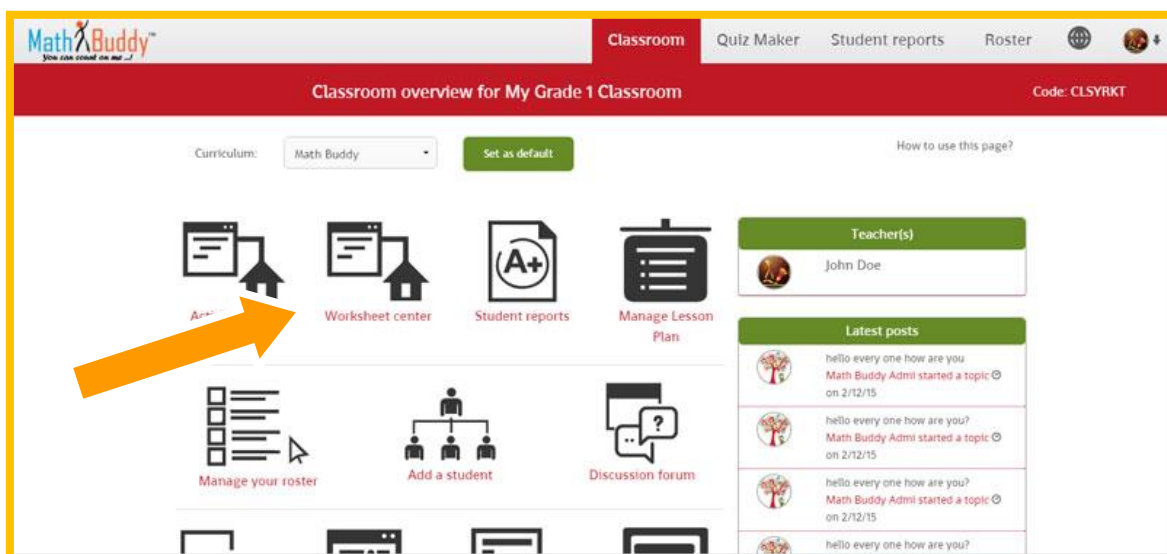 Math Buddy™
You can count on me ...!
Classroom
Quiz Maker
Student reports
Roster
Classroom overview for My Grade 1 Classroom
Code: CLSYRKT
Curriculum:
Math Buddy
Set as default
How to use this page?
Worksheet center
Student reports
Manage Lesson
Plan
A+
Teacher(s)
John Doe
Latest posts
hello every one how are you
Math Buddy Admi started a topic
on 2/12/15
hello every one how are you?
Math Buddy Admi started a topic
on 2/12/15
hello every one how are you?
Math Buddy Admi started a topic
on 2/12/15
hello every one how are you?
Manage your roster
Add a student
?
Discussion forum